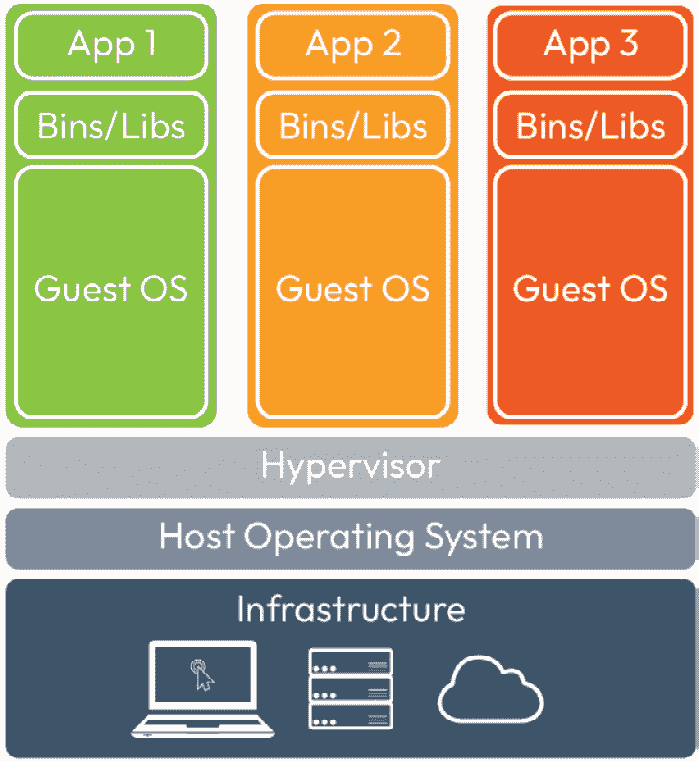 App 1
App 2
App 3
Bins/Libs
Bins/Libs
Bins/Libs
Guest OS
Guest OS
Guest OS
Hypervisor
Host Operating System
Infrastructure